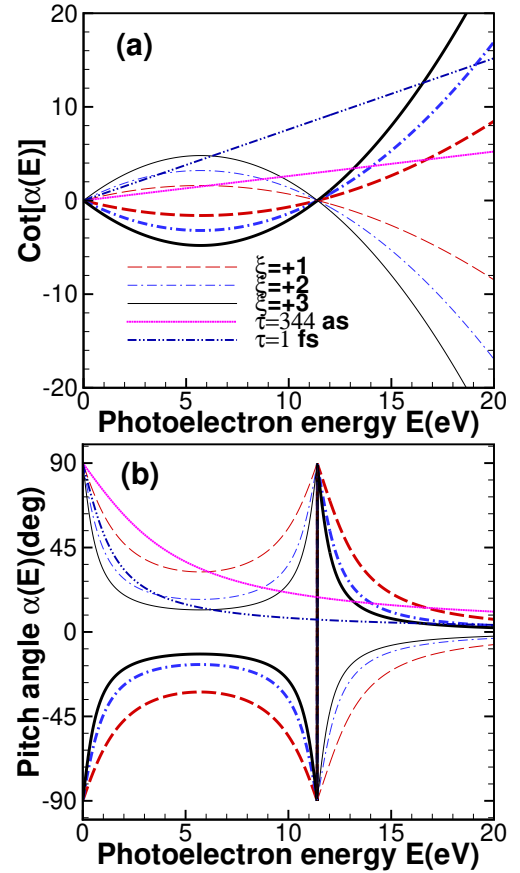 (a)
20
10
0
-10
-20
Cot[α(E)]
ξ=+1
ξ=+2
ξ=+3
τ=344 as
τ=1 fs
0 5 10 15 20
Photoelectron energy E(eV)
(b)
90
45
0
-45
-90
Pitch angle α(E)(deg)
0 5 10 15 20
Photoelectron energy E(eV)